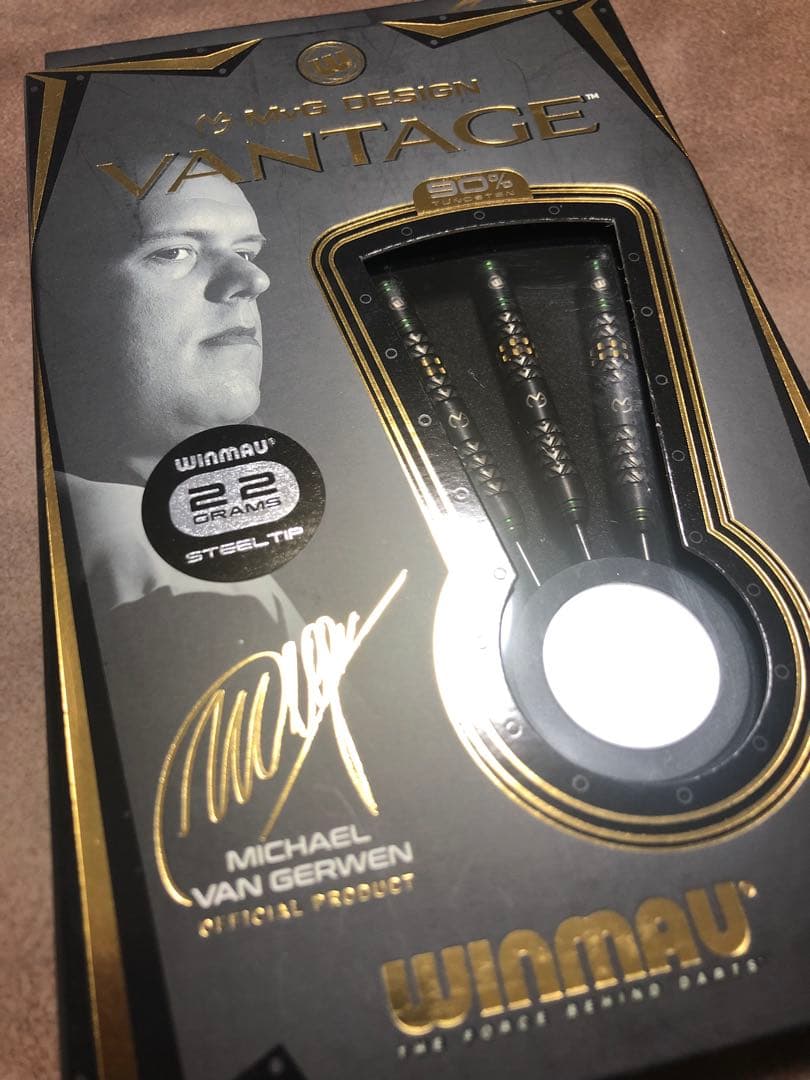 MvG DESIGN
VANTAGE™
90%
TUNGSTEN
WINMAU®
22
GRAMS
STEELTIP
MICHAEL
VAN GERWEN
OFFICIAL PRODUCT
WINMAU®
THE FORCE BEHIND DARTS